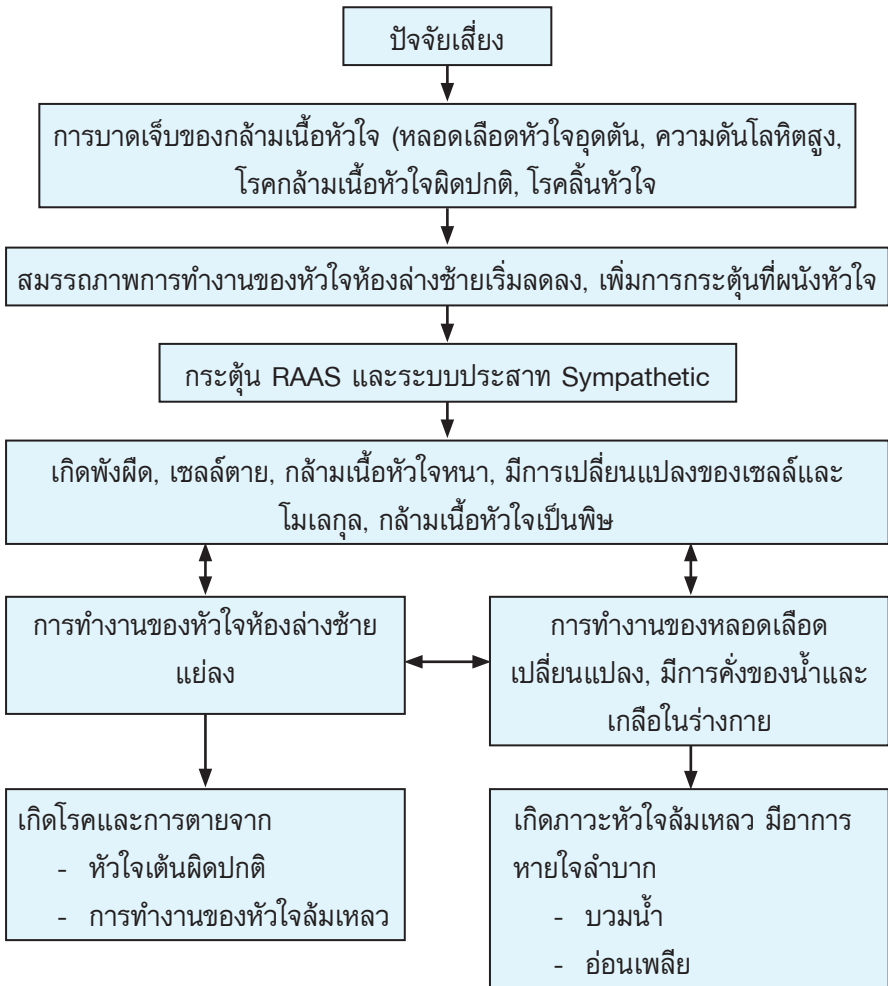 ปัจจัยเสี่ยง
การบาดเจ็บของกล้ามเนื้อหัวใจ (หลอดเลือดหัวใจอุดตัน, ความดันโลหิตสูง,
โรคกล้ามเนื้อหัวใจผิดปกติ, โรคลิ้นหัวใจ
สมรรถภาพการทำงานของหัวใจห้องล่างซ้ายเริ่มลดลง, เพิ่มการกระตุ้นที่ผนังหัวใจ
กระตุ้น RAAS และระบบประสาท Sympathetic
เกิดพังผืด, เซลล์ตาย, กล้ามเนื้อหัวใจหนา, มีการเปลี่ยนแปลงของเซลล์และ
โมเลกุล, กล้ามเนื้อหัวใจเป็นพิษ
การทำงานของหัวใจห้องล่างซ้าย
แย่ลง
การทำงานของหลอดเลือด
เปลี่ยนแปลง, มีการคั่งของน้ำและ
เกลือในร่างกาย
เกิดโรคและการตายจาก
- หัวใจเต้นผิดปกติ
- การทำงานของหัวใจล้มเหลว
เกิดภาวะหัวใจล้มเหลว มีอาการ
หายใจลำบาก
- บวมน้ำ
- อ่อนเพลีย